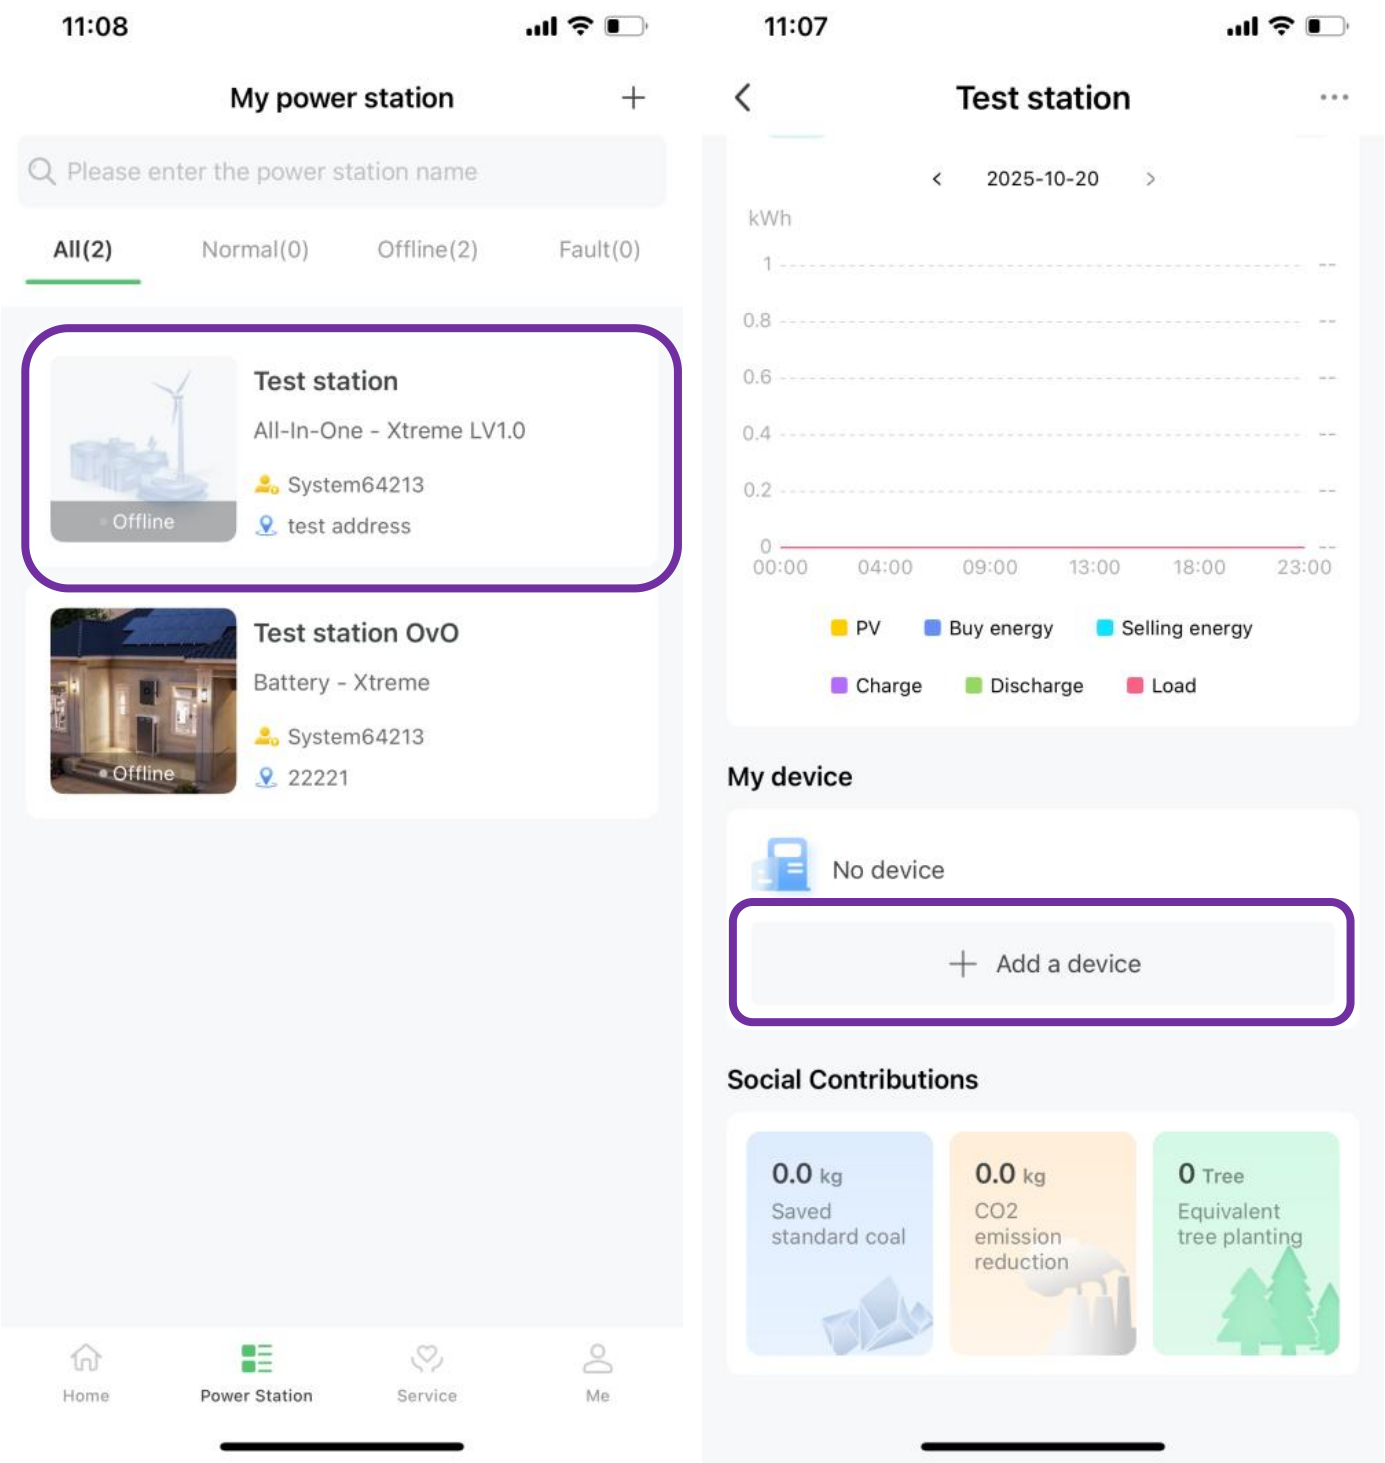 11:08
My power station
Please enter the power station name
All(2) Normal(0) Offline(2) Fault(0)
Test station
All-In-One - Xtreme LV1.0
System64213
Offline
test address
Test station OvO
Battery - Xtreme
System64213
Offline
22221
Home Power Station Service Me
11:07
Test station
< 2025-10-20 >
kWh
1 --
0.8 --
0.6 --
0.4 --
0.2 --
0 --
00:00 04:00 09:00 13:00 18:00 23:00
PV Buy energy Selling energy
Charge Discharge Load
My device
No device
+ Add a device
Social Contributions
0.0 kg
Saved
standard coal
0.0 kg
CO2
emission
reduction
0 Tree
Equivalent
tree planting